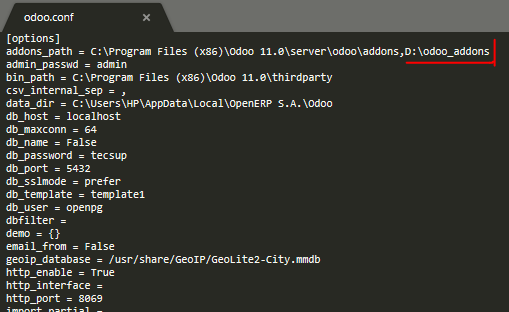 odoo.conf ×
[options]
addons_path = C:\Program Files (x86)\Odoo 11.0\server\odoo\addons,D:\odoo_addons
admin_passwd = admin
bin_path = C:\Program Files (x86)\Odoo 11.0\thirdparty
csv_internal_sep = ,
data_dir = C:\Users\HP\AppData\Local\OpenERP S.A.\Odoo
db_host = localhost
db_maxconn = 64
db_name = False
db_password = tecsup
db_port = 5432
db_sslmode = prefer
db_template = template1
db_user = openpg
dbfilter =
demo = {}
email_from = False
geoip_database = /usr/share/GeoIP/GeoLite2-City.mmdb
http_enable = True
http_interface =
http_port = 8069
import_partial =